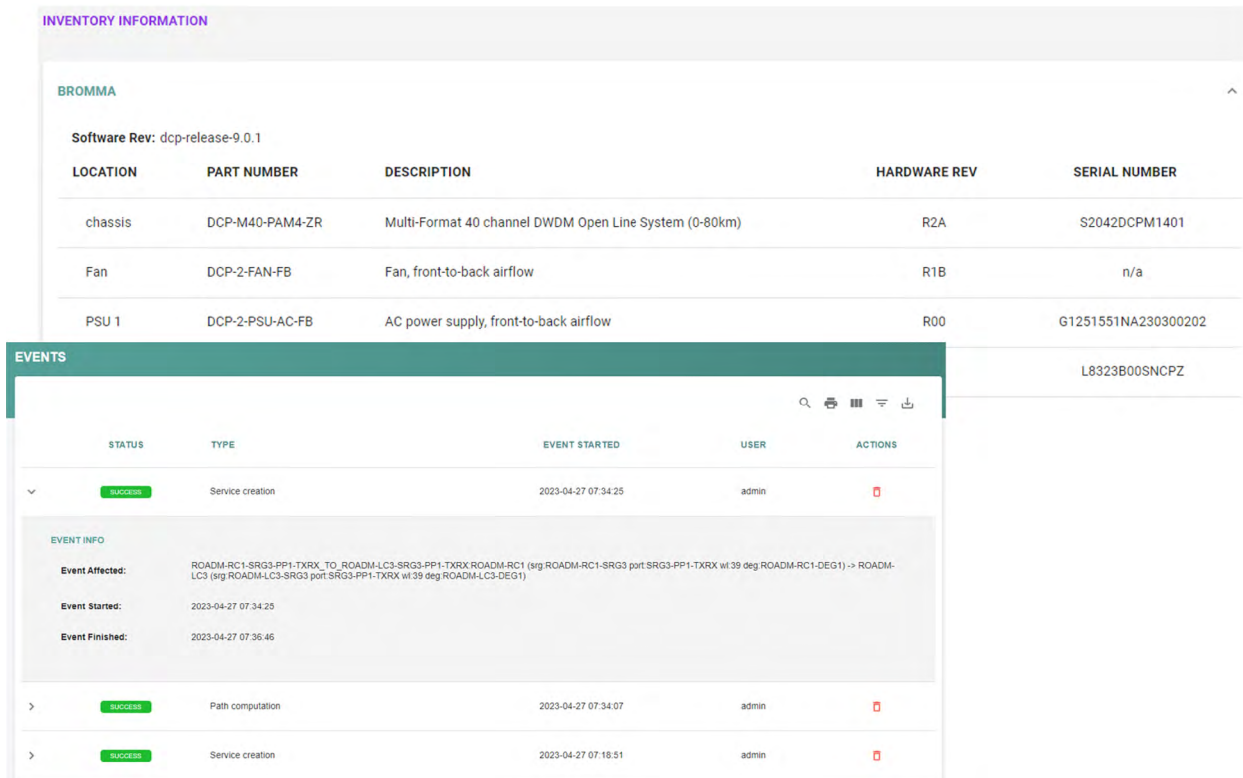 INVENTORY INFORMATION
BROMMA
Software Rev: dcp-release-9.0.1
LOCATION PART NUMBER DESCRIPTION HARDWARE REV SERIAL NUMBER
chassis DCP-M40-PAM4-ZR Multi-Format 40 channel DWDM Open Line System (0-80km) R2A S2042DCPM1401
Fan DCP-2-FAN-FB Fan, front-to-back airflow R1B n/a
PSU 1 DCP-2-PSU-AC-FB AC power supply, front-to-back airflow R00 G1251551NA230300202
L8323B00SNCPZ
EVENTS
STATUS TYPE EVENT STARTED USER ACTIONS
SUCCESS Service creation 2023-04-27 07:34:25 admin
EVENT INFO
Event Affected: ROADM-RC1-SRG3-PP1-TXRX_TO_ROADM-LC3-SRG3-PP1-TXRX:ROADM-RC1 (srg:ROADM-RC1-SRG3 port:SRG3-PP1-TXRX wl:39 deg:ROADM-RC1-DEG1) -> ROADM-
LC3 (srg:ROADM-LC3-SRG3 port:SRG3-PP1-TXRX wl:39 deg:ROADM-LC3-DEG1)
Event Started: 2023-04-27 07:34:25
Event Finished: 2023-04-27 07:36:46
SUCCESS Path computation 2023-04-27 07:34:07 admin
SUCCESS Service creation 2023-04-27 07:18:51 admin